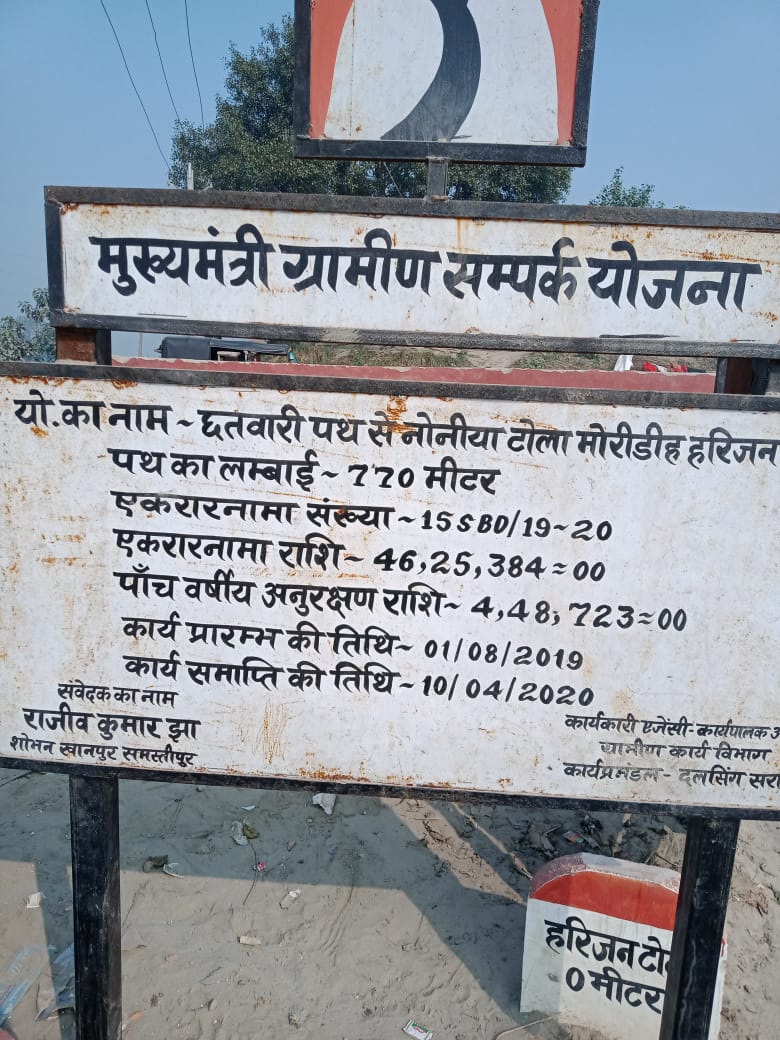 मुख्यमंत्री ग्रामीण सम्पर्क योजना
यो. का नाम ~ छतवारी पथ से नोनीया टोला मोरीडीह हरिजन
पथ का लम्बाई ~ 770 मीटर
एकरारनामा संख्या ~ 15SBD/19~20
एकरारनामा राशि ~ 46,25,384=00
पाँच वर्षीय अनुरक्षण राशि ~ 4,48,723=00
कार्य प्रारम्भ की तिथि ~ 01/08/2019
कार्य समाप्ति की तिथि ~ 10/04/2020
संवेदक का नाम
राजीव कुमार झा
शोभन खानपुर समस्तीपुर
कार्यकारी एजेंसी-कार्यपालक
ग्रामीण कार्य विभाग
कार्यप्रमंडल- दलसिंग
हरिजन
0 मीटर